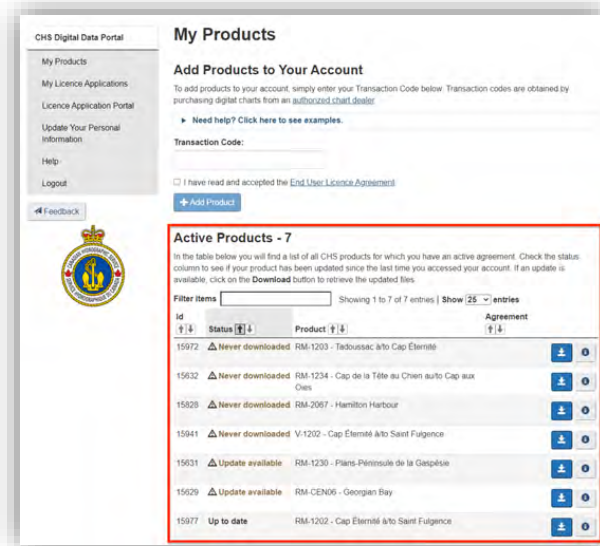 CHS Digital Data Portal
My Products
My Licence Applications
Licence Application Portal
Update Your Personal
Information
Help
Logout
Feedback
My Products
Add Products to Your Account
To add products to your account, simply enter your Transaction Code below. Transaction codes are obtained by
purchasing digital charts from an authorized chart dealer
Need help? Click here to see examples.
Transaction Code:
I have read and accepted the End User Licence Agreement
+ Add Product
Active Products - 7
In the table below you will find a list of all CHS products for which you have an active agreement. Check the status
column to see if your product has been updated since the last time you accessed your account. If an update is
available, click on the Download button to retrieve the updated files.
Filter items Showing 1 to 7 of 7 entries | Show 25 entries
Id Status Product Agreement
15972 Never downloaded RM-1203 - Tadoussac à/to Cap Éternité
15632 Never downloaded RM-1234 - Cap de la Tête au Chien au/to Cap aux
Oies
15828 Never downloaded RM-2067 - Hamilton Harbour
15941 Never downloaded V-1202 - Cap Éternité à/to Saint Fulgence
15631 Update available RM-1230 - Plans-Péninsule de la Gaspésie
15629 Update available RM-CEN06 - Georgian Bay
15977 Up to date RM-1202 - Cap Éternité à/to Saint Fulgence